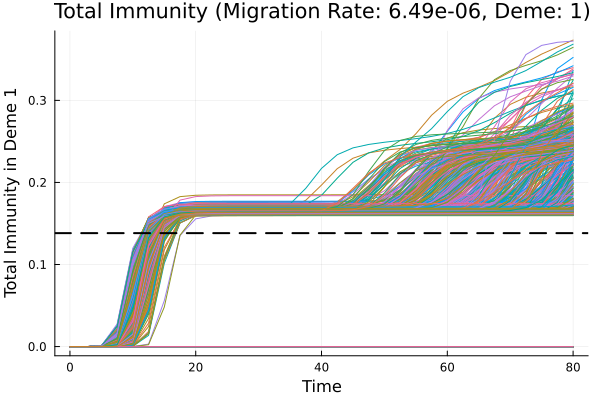 Total Immunity (Migration Rate: 6.49e-06, Deme: 1)
Total Immunity in Deme 1
0.3
0.2
0.1
0.0
0 20 40 60 80
Time